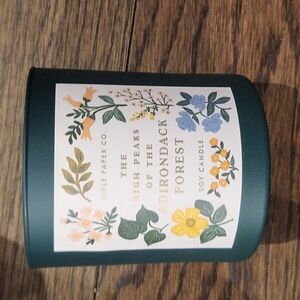 RIFLE PAPER CO.
THE
HIGH PEAKS
OF THE
ADIRONDACK
FOREST
SOY CANDLE